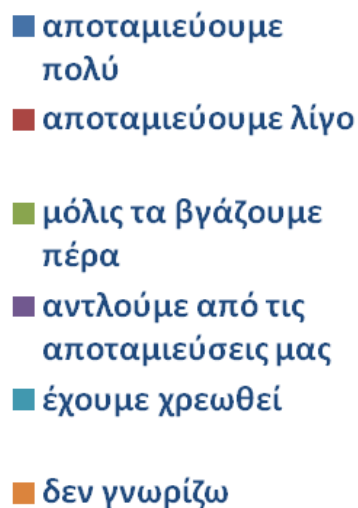 αποταμιεύουμε
πολύ
αποταμιεύουμε λίγο
μόλις τα βγάζουμε
πέρα
αντλούμε από τις
αποταμιεύσεις μας
έχουμε χρεωθεί
δεν γνωρίζω